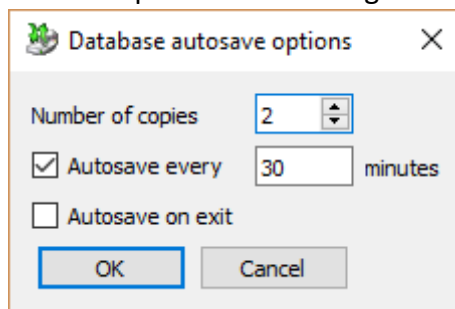 Database autosave options
Number of copies 2
Autosave every 30 minutes
Autosave on exit
OK Cancel